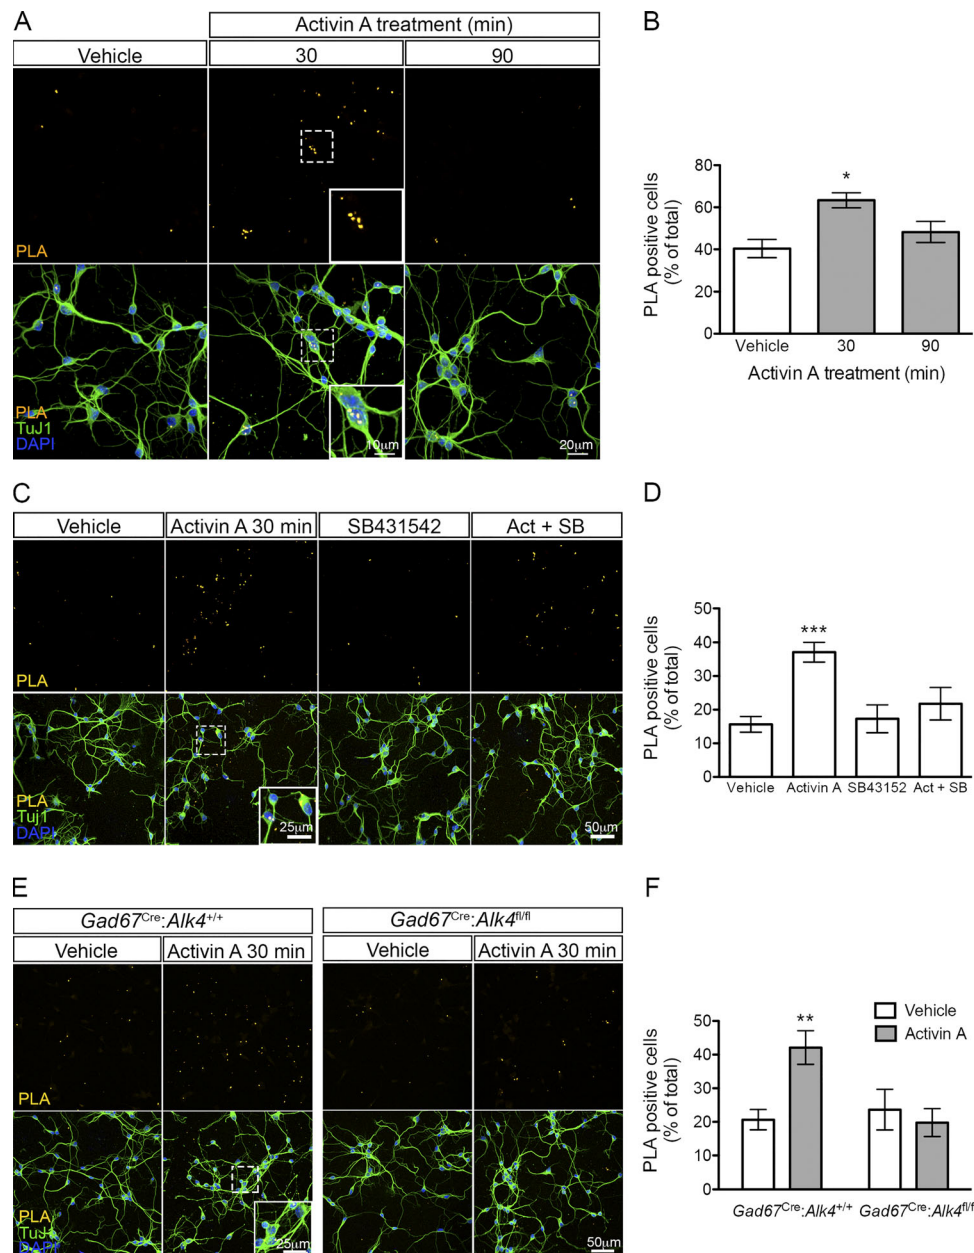 A
Activin A treatment (min)
Vehicle
30
90
PLA
PLA
TuJ1
DAPI
10µm
20µm
B
PLA positive cells
(% of total)
80
60
40
20
0
*
Vehicle
30
90
Activin A treatment (min)
C
Vehicle
Activin A 30 min
SB431542
Act + SB
PLA
PLA
Tuj1
DAPI
25µm
50µm
D
PLA positive cells
(% of total)
50
40
30
20
10
0
***
Vehicle
Activin A
SB43152
Act + SB
E
Gad67Cre:Alk4+/+
Gad67Cre:Alk4fl/fl
Vehicle
Activin A 30 min
Vehicle
Activin A 30 min
PLA
PLA
TuJ1
DAPI
25µm
50µm
F
Vehicle
Activin A
PLA positive cells
(% of total)
50
40
30
20
10
0
**
Gad67Cre:Alk4+/+
Gad67Cre:Alk4fl/fl